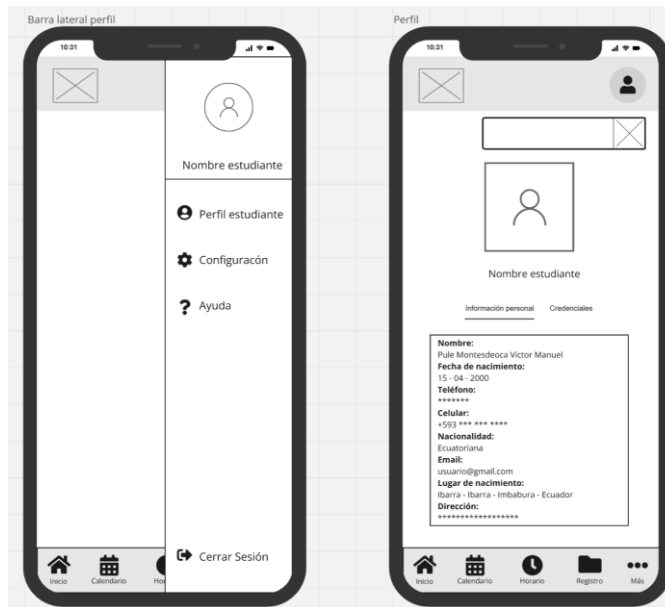 Barra lateral perfil
10:31
Nombre estudiante
Perfil estudiante
Configuracón
Ayuda
Cerrar Sesión
Inicio
Calendario
Hor
Perfil
10:31
Nombre estudiante
Información personal
Credenciales
Nombre:
Pule Montesdeoca Victor Manuel
Fecha de nacimiento:
15 - 04 - 2000
Teléfono:
*******
Celular:
+593 *** *** ****
Nacionalidad:
Ecuatoriana
Email:
usuario@gmail.com
Lugar de nacimiento:
Ibarra - Ibarra - Imbabura - Ecuador
Dirección:
******************
Inicio
Calendario
Horario
Registro
Más